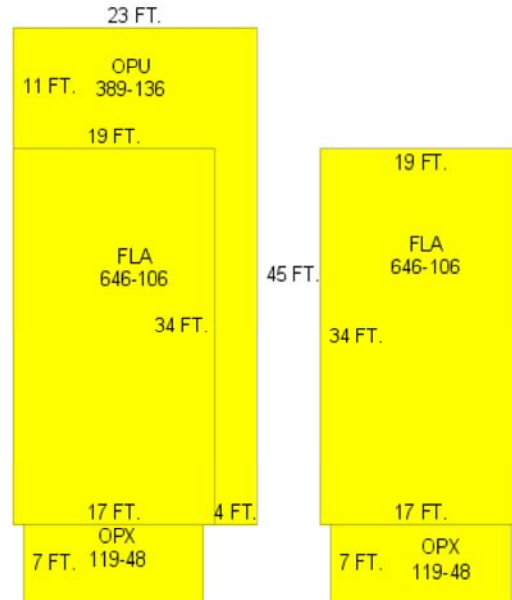 23 FT.
OPU
11 FT. 389-136
19 FT.
FLA
646-106
45 FT.
34 FT.
17 FT. 4 FT.
OPX
7 FT. 119-48
19 FT.
FLA
646-106
34 FT.
17 FT.
OPX
7 FT. 119-48